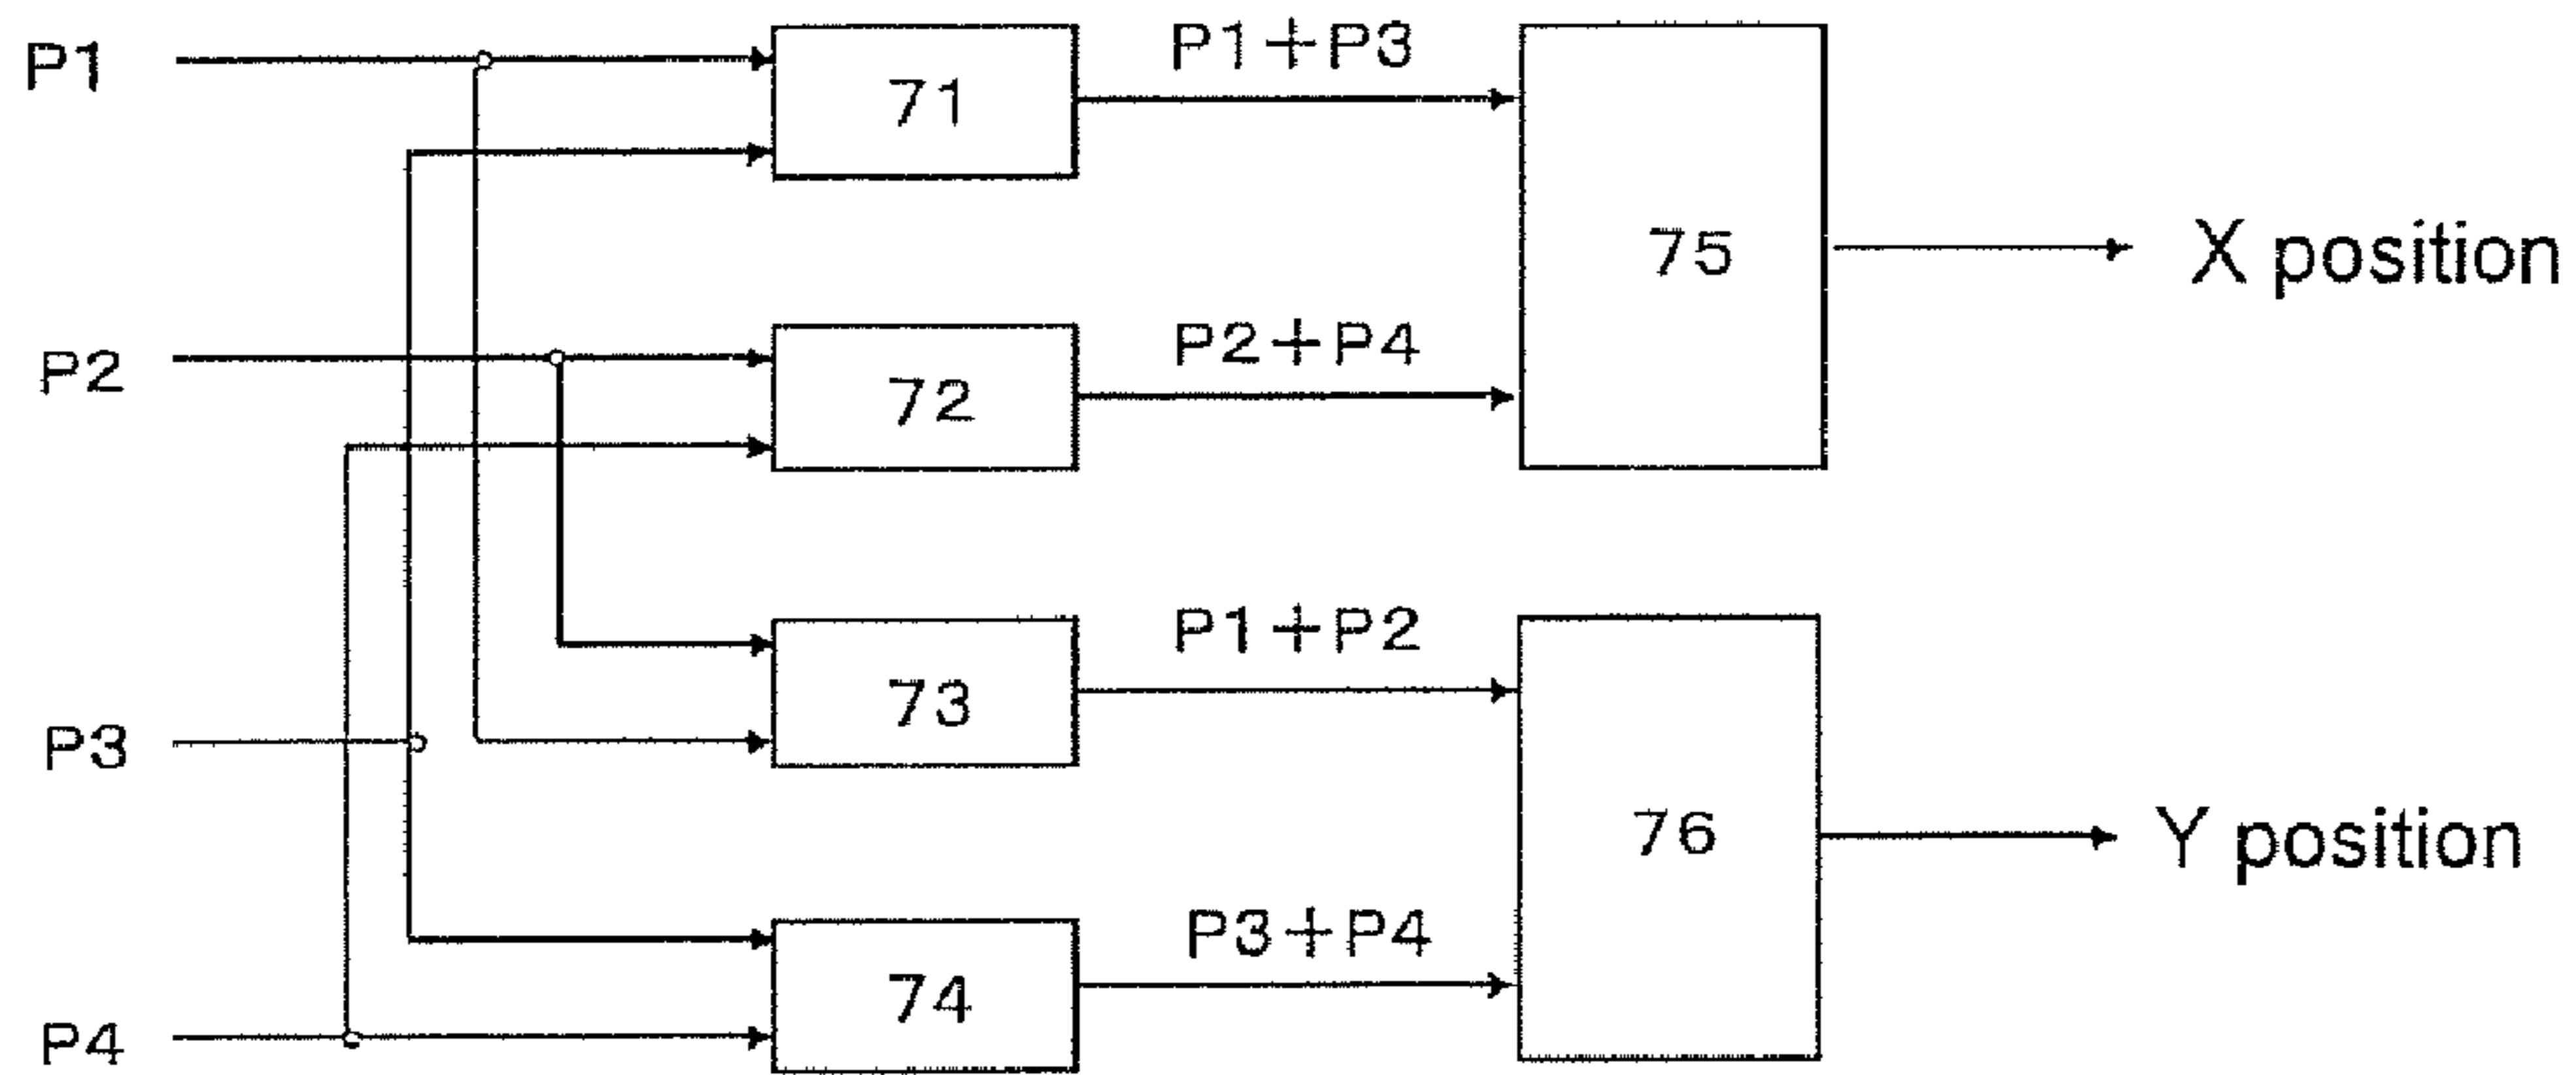 P1
71
P1+P3
75
X position
P2
72
P2+P4
P3
73
P1+P2
76
Y position
P4
74
P3+P4